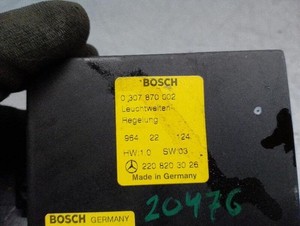 BOSCH
0 307 870 002
Leuchtweiten-
Regelung
964 22 124
HW:1.0 SW:03
220 820 30 26
Made in Germany
BOSCH GERMANY
20476